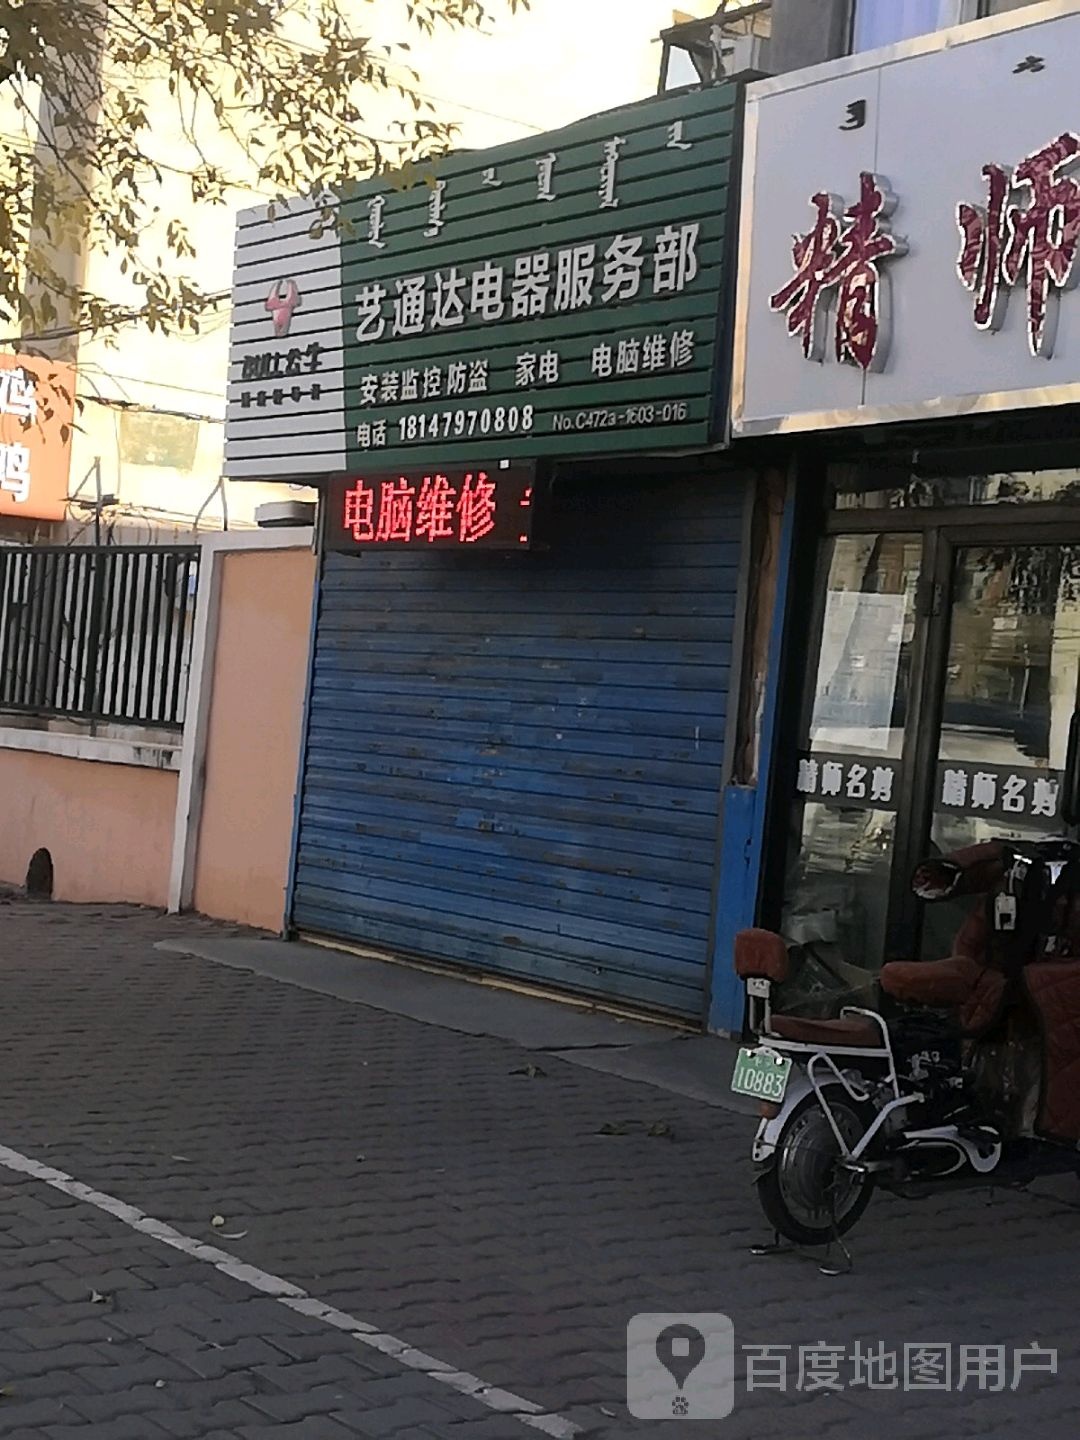 艺通达电器服务部
安装监控 防盗 家电 电脑维修
电话 18147970808 No.C472a-1603-016
电脑维修
精师
精师名剪 精师名剪
10883
百度地图用户